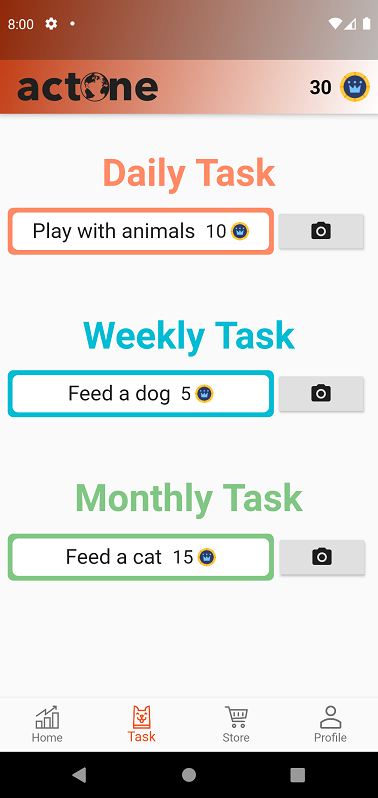 8:00
actone
30
Daily Task
Play with animals 10
Weekly Task
Feed a dog 5
Monthly Task
Feed a cat 15
Home
Task
Store
Profile